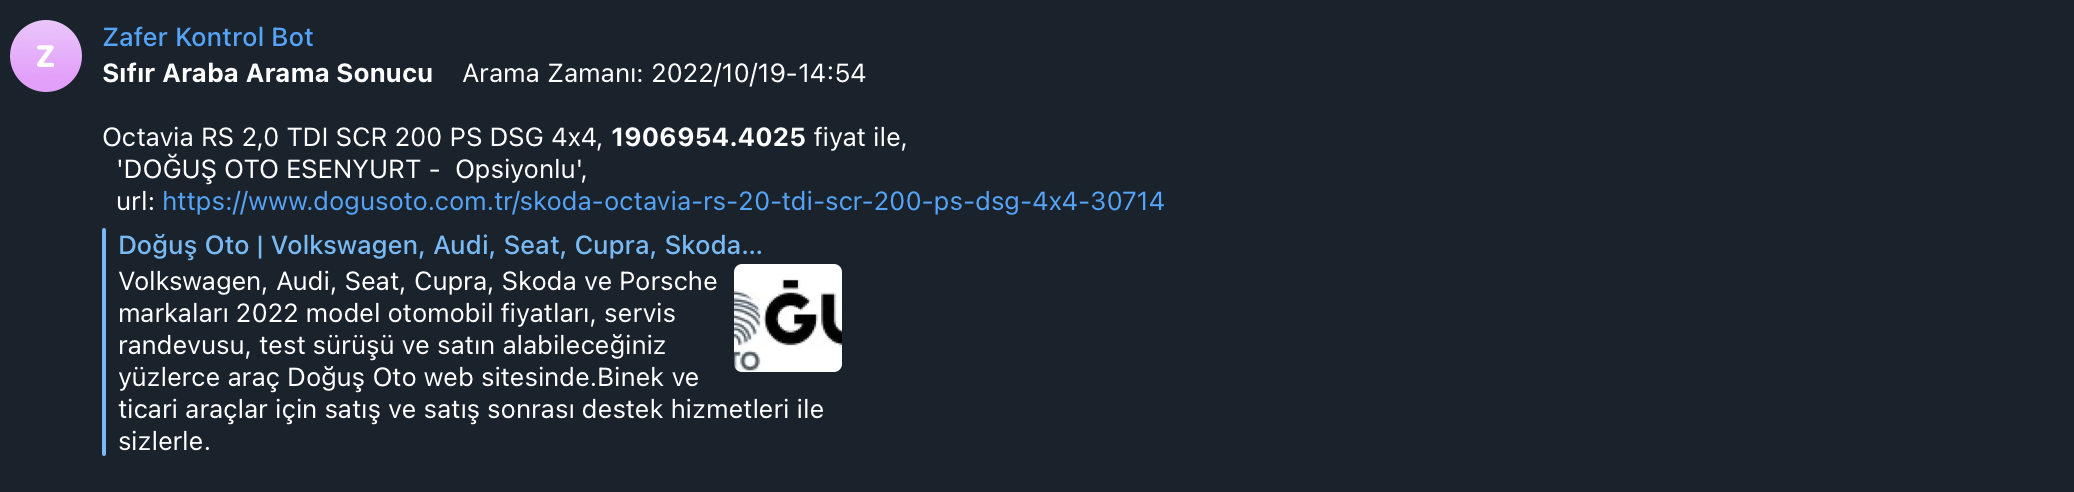 Z
Zafer Kontrol Bot
Sıfır Araba Arama Sonucu    Arama Zamanı: 2022/10/19-14:54
Octavia RS 2,0 TDI SCR 200 PS DSG 4x4, 1906954.4025 fiyat ile,
'DOĞUŞ OTO ESENYURT -  Opsiyonlu',
url: https://www.dogusoto.com.tr/skoda-octavia-rs-20-tdi-scr-200-ps-dsg-4x4-30714
Doğuş Oto | Volkswagen, Audi, Seat, Cupra, Skoda...
Volkswagen, Audi, Seat, Cupra, Skoda ve Porsche
markaları 2022 model otomobil fiyatları, servis
randevusu, test sürüşü ve satın alabileceğiniz
yüzlerce araç Doğuş Oto web sitesinde.Binek ve
ticari araçlar için satış ve satış sonrası destek hizmetleri ile
sizlerle.